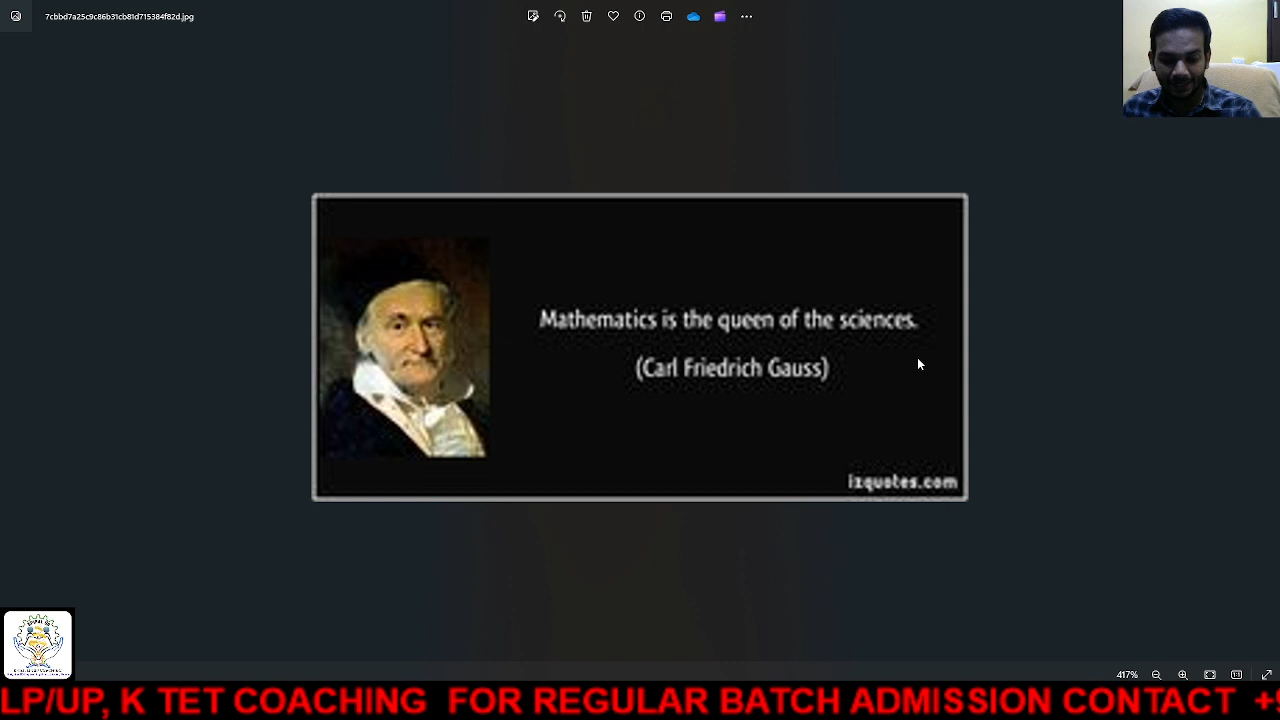 7cbbd7a25c9c86b31cb81d715384f82d.jpg
Mathematics is the queen of the sciences.
(Carl Friedrich Gauss)
izquotes.com
417%
LP/UP, K TET COACHING FOR REGULAR BATCH ADMISSION CONTACT